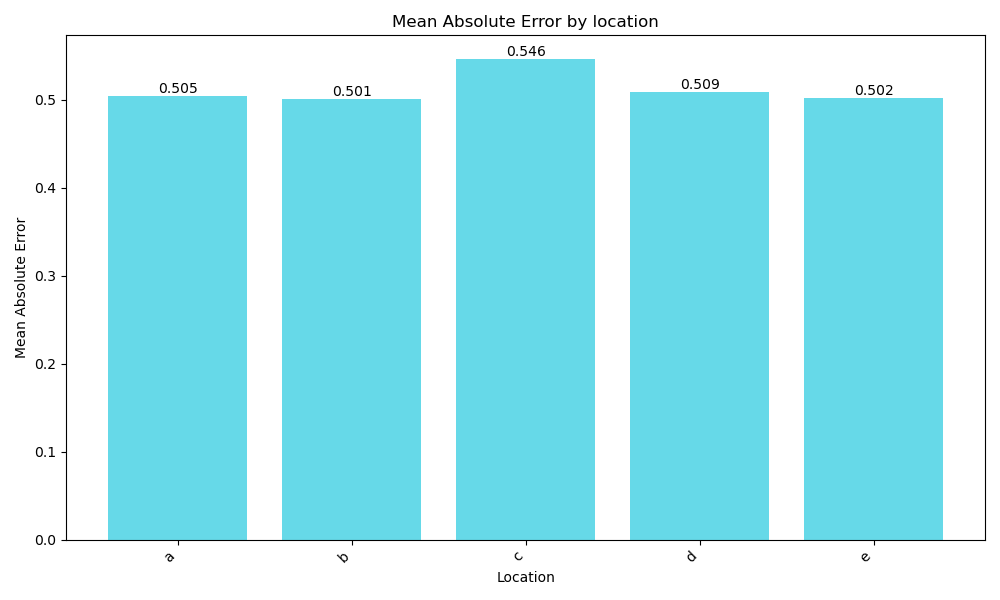 Mean Absolute Error by location
0.546
0.505
0.501
0.509
0.502
Mean Absolute Error
0.5
0.4
0.3
0.2
0.1
0.0
a
b
c
d
e
Location